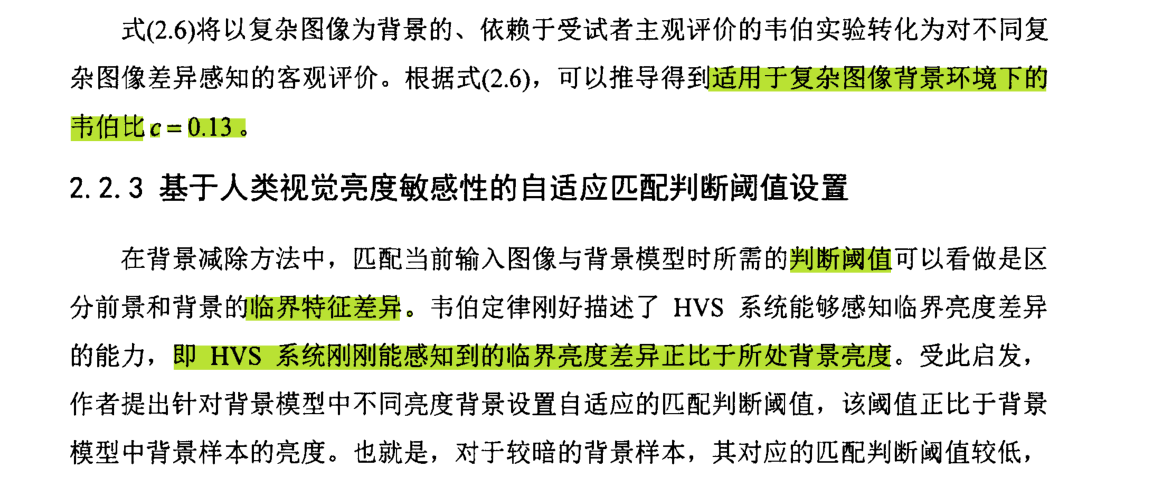 式(2.6)将以复杂图像为背景的、依赖于受试者主观评价的韦伯实验转化为对不同复
杂图像差异感知的客观评价。根据式(2.6)，可以推导得到适用于复杂图像背景环境下的
韦伯比 c = 0.13 。
2.2.3 基于人类视觉亮度敏感性的自适应匹配判断阈值设置
在背景减除方法中，匹配当前输入图像与背景模型时所需的判断阈值可以看做是区
分前景和背景的临界特征差异。韦伯定律刚好描述了 HVS 系统能够感知临界亮度差异
的能力，即 HVS 系统刚刚能感知到的临界亮度差异正比于所处背景亮度。受此启发，
作者提出针对背景模型中不同亮度背景设置自适应的匹配判断阈值，该阈值正比于背景
模型中背景样本的亮度。也就是，对于较暗的背景样本，其对应的匹配判断阈值较低，